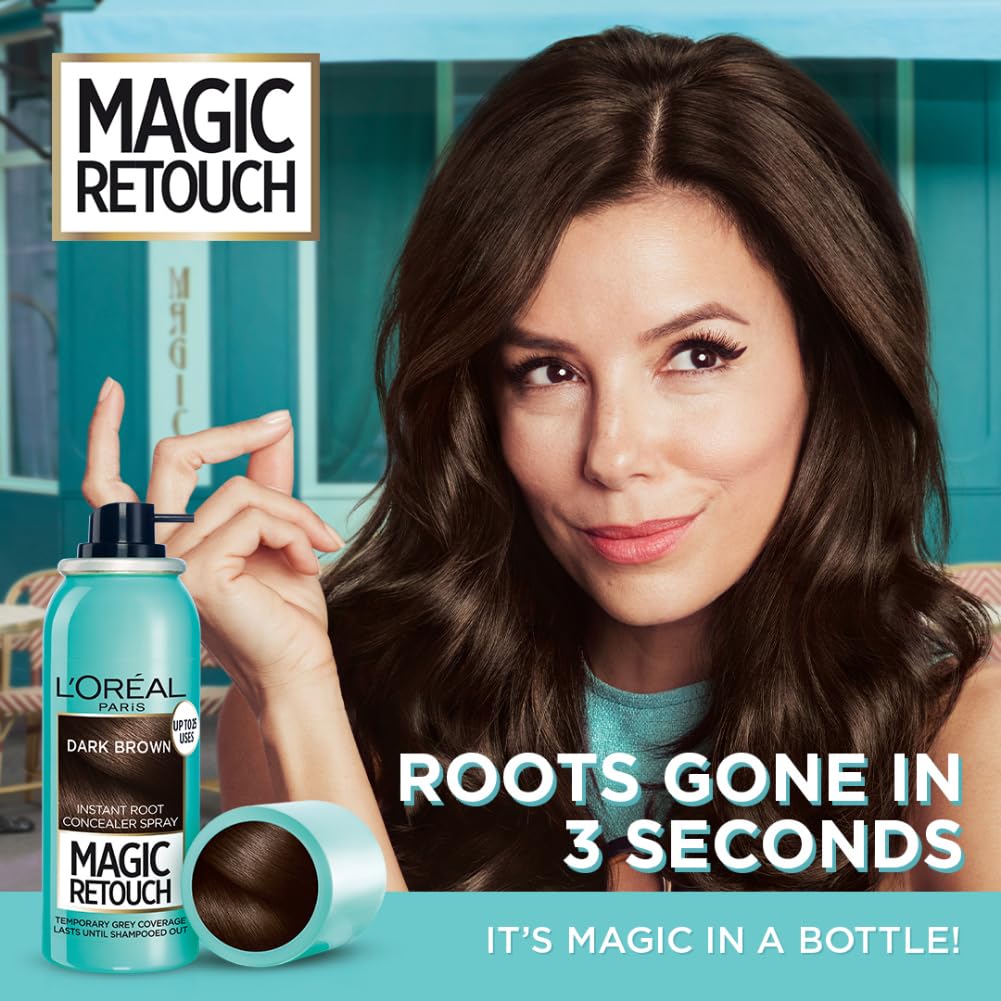 MAGIC
RETOUCH
MAGIC
L'ORÉAL
PARIS
UP TO 25
USES
DARK BROWN
INSTANT ROOT
CONCEALER SPRAY
MAGIC
RETOUCH
TEMPORARY GREY COVERAGE
LASTS UNTIL SHAMPOOED OUT
ROOTS GONE IN
3 SECONDS
IT'S MAGIC IN A BOTTLE!